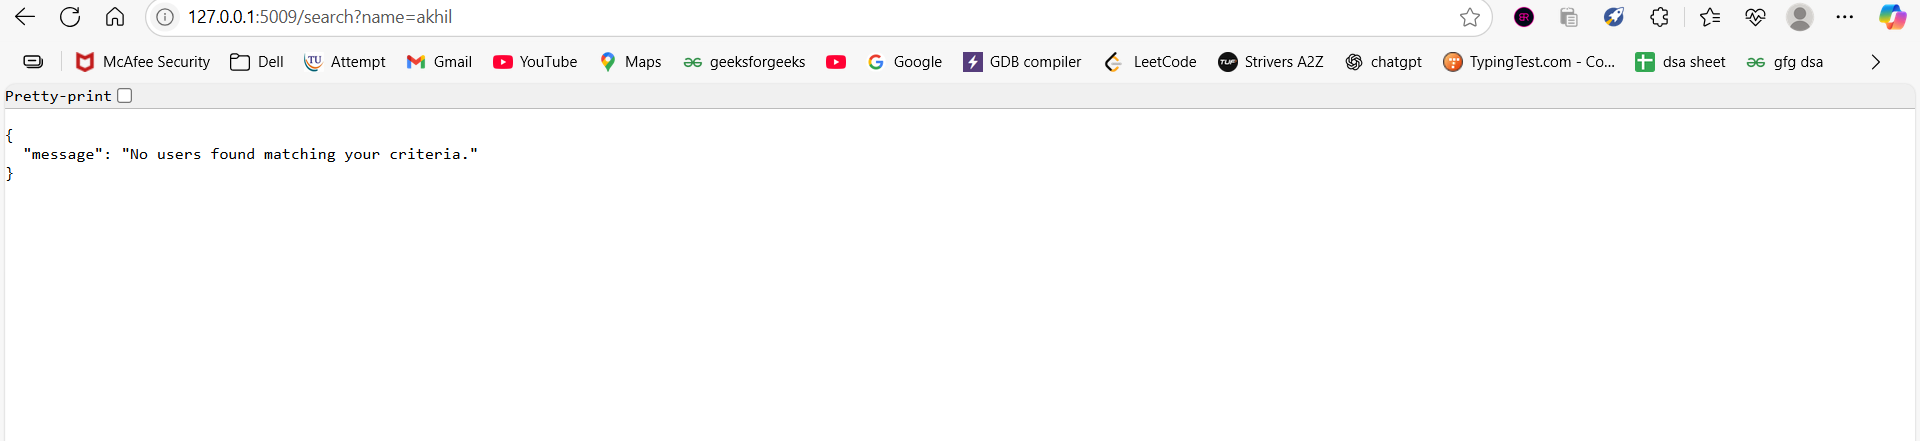 127.0.0.1:5009/search?name=akhil
McAfee Security Dell Attempt Gmail YouTube Maps geeksforgeeks Google GDB compiler LeetCode Strivers A2Z chatgpt TypingTest.com - Co... dsa sheet gfg dsa
Pretty-print
{
"message": "No users found matching your criteria."
}